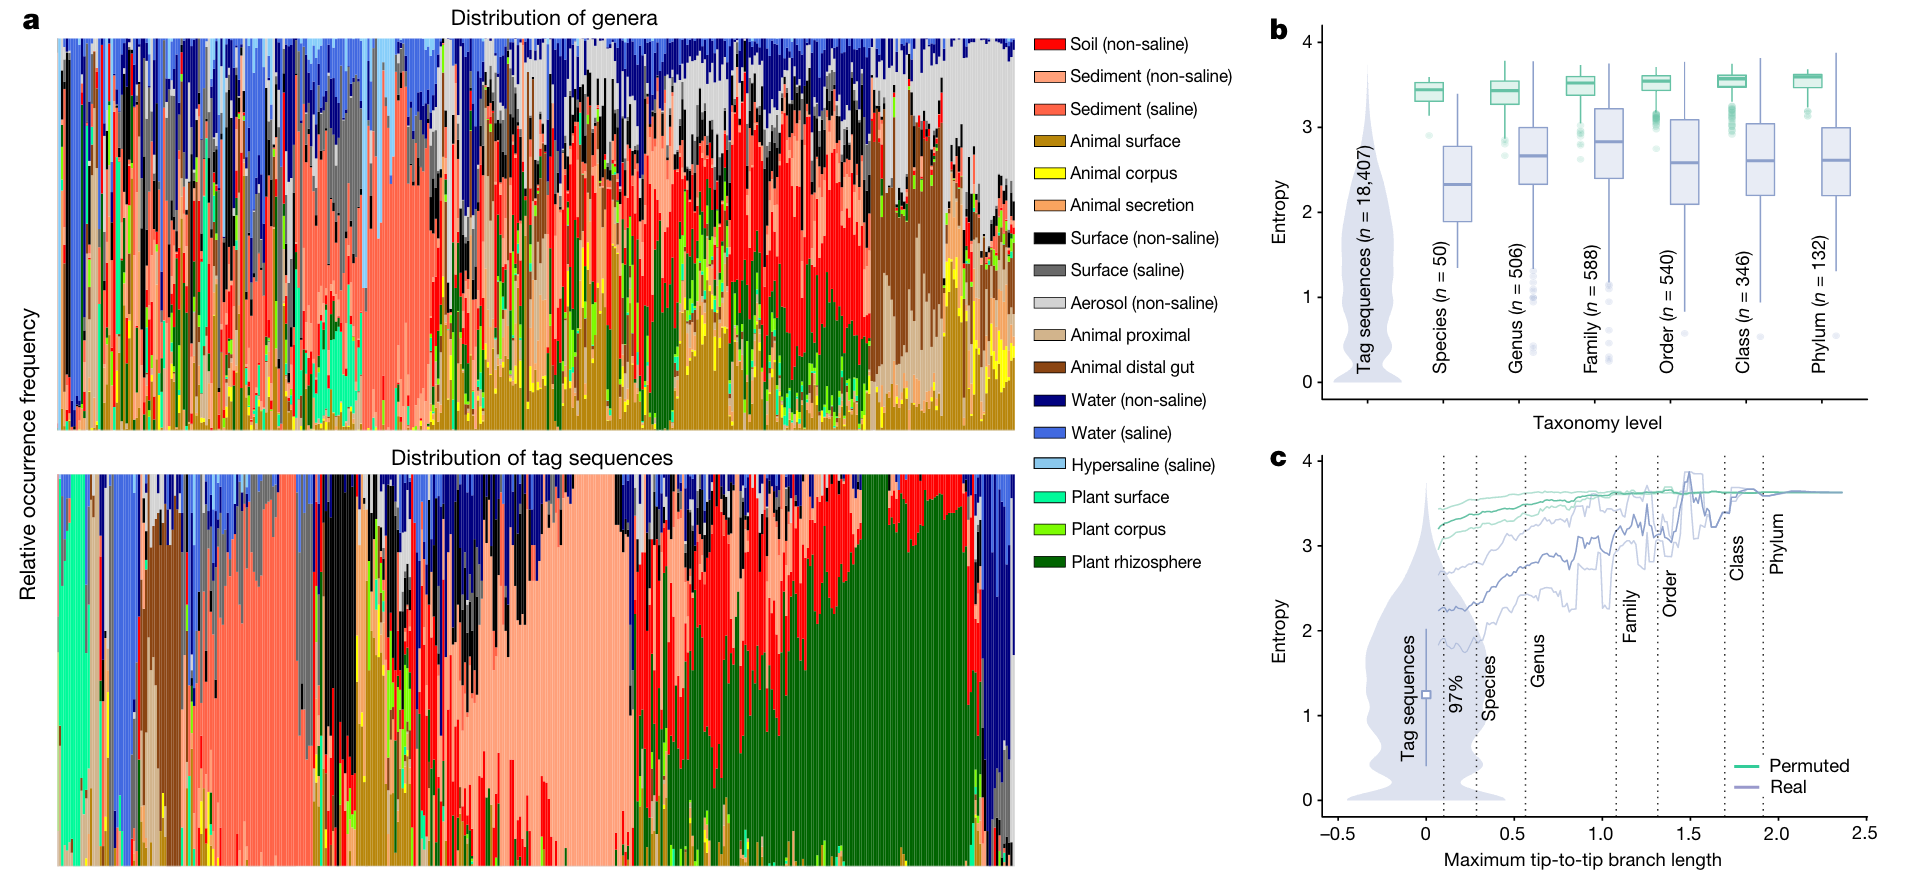 a
Distribution of genera
Relative occurrence frequency
Distribution of tag sequences
Soil (non-saline)
Sediment (non-saline)
Sediment (saline)
Animal surface
Animal corpus
Animal secretion
Surface (non-saline)
Surface (saline)
Aerosol (non-saline)
Animal proximal
Animal distal gut
Water (non-saline)
Water (saline)
Hypersaline (saline)
Plant surface
Plant corpus
Plant rhizosphere
b
4
3
2
1
0
Entropy
Tag sequences (n = 18,407)
Species (n = 50)
Genus (n = 506)
Family (n = 588)
Order (n = 540)
Class (n = 346)
Phylum (n = 132)
Taxonomy level
c
4
3
2
1
0
Entropy
Tag sequences
97%
Species
Genus
Family
Order
Class
Phylum
Permuted
Real
−0.5
0
0.5
1.0
1.5
2.0
2.5
Maximum tip-to-tip branch length